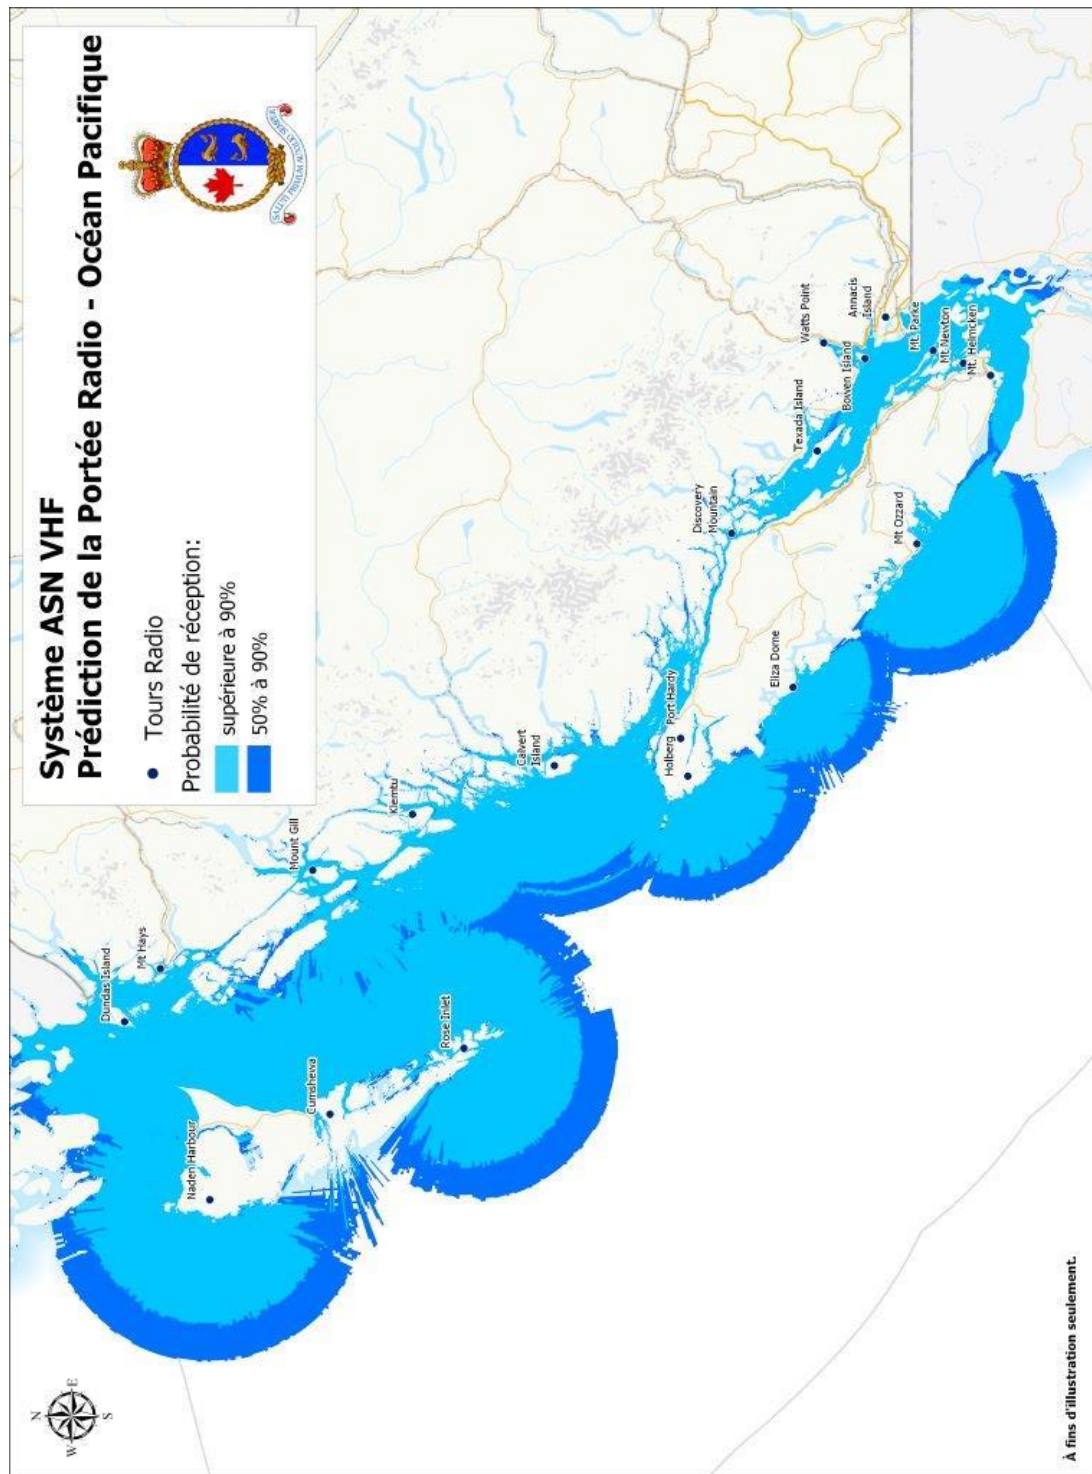 Système ASN VHF
Prédiction de la Portée Radio - Océan Pacifique
Tours Radio
Probabilité de réception:
supérieure à 90%
50% à 90%
N
W
E
S
Dundas Island
Mt Hays
Naden Harbour
Mount Gill
Cumshewa
Klemtu
Rose Inlet
Calvert
Island
Holberg
Port Hardy
Discovery
Mountain
Eliza Dome
Texada Island
Watts Point
Bowen Island
Annacis
Island
Mt Ozzard
Mt. Parke
Mt Newton
Mt. Helmcken
À fins d'illustration seulement.